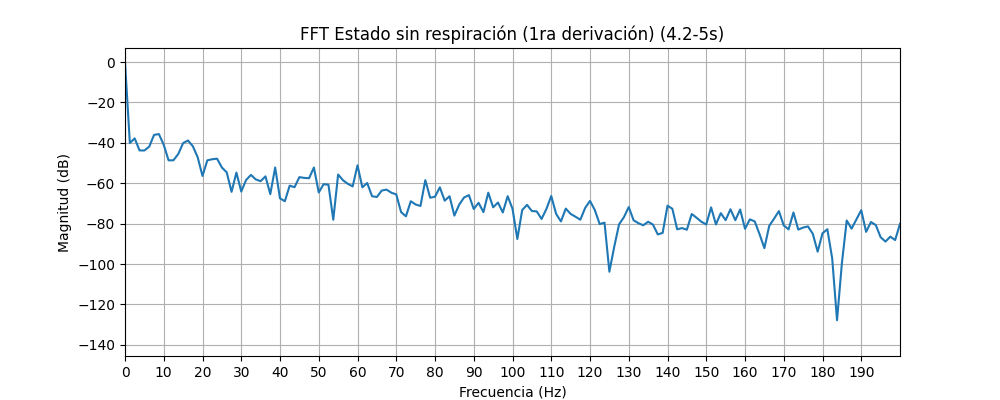 FFT Estado sin respiración (1ra derivación) (4.2-5s)
0
−20
−40
−60
−80
−100
−120
−140
Magnitud (dB)
0 10 20 30 40 50 60 70 80 90 100 110 120 130 140 150 160 170 180 190
Frecuencia (Hz)